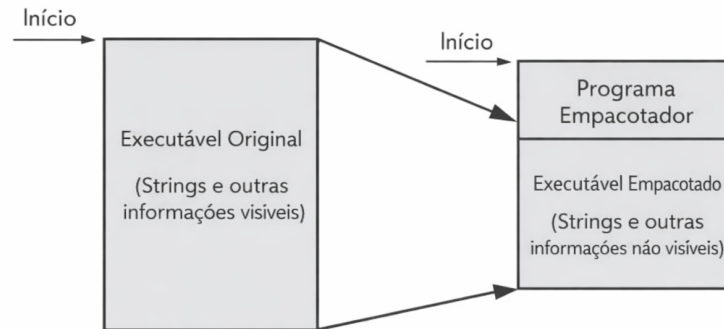 Início
Executável Original
(Strings e outras
informações visíveis)
Início
Programa
Empacotador
Executável Empacotado
(Strings e outras
informações não visíveis)